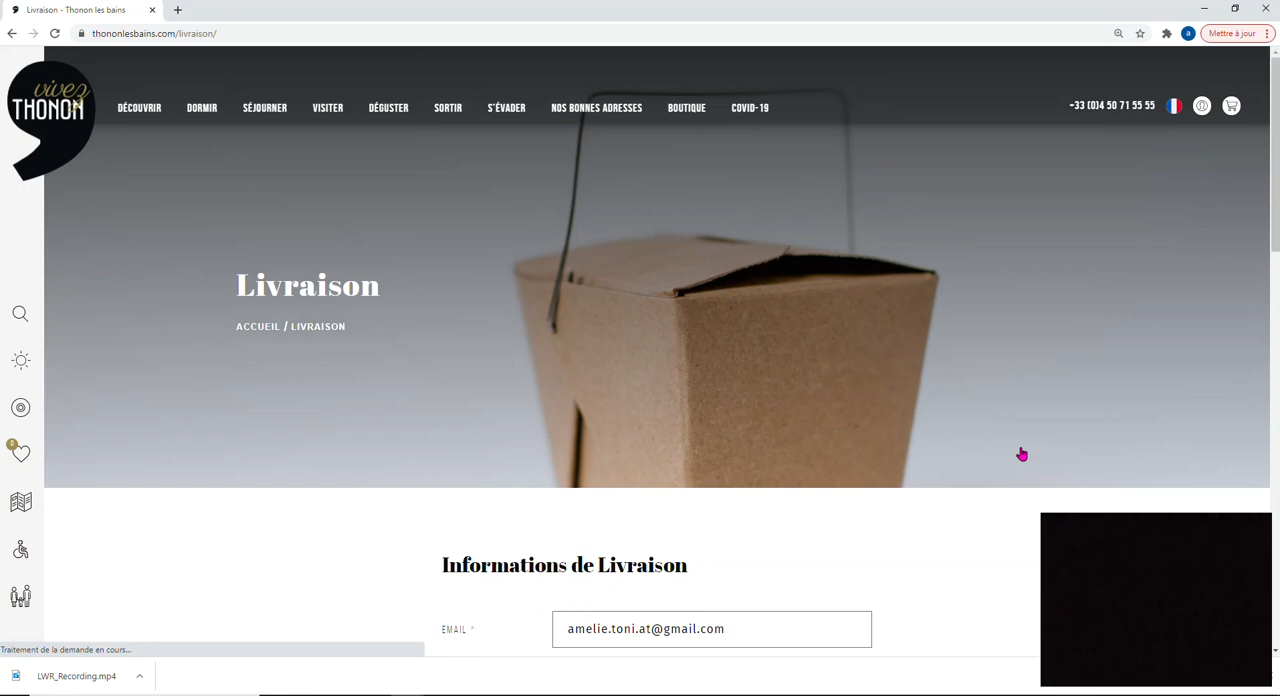 Livraison - Thonon les bains
thononlesbains.com/livraison/
a
Mettre à jour
vivez
THONON
DÉCOUVRIR
DORMIR
SÉJOURNER
VISITER
DÉGUSTER
SORTIR
S'ÉVADER
NOS BONNES ADRESSES
BOUTIQUE
COVID-19
+33 (0)4 50 71 55 55
Livraison
ACCUEIL / LIVRAISON
0
Informations de Livraison
EMAIL *
amelie.toni.at@gmail.com
Traitement de la demande en cours...
LWR_Recording.mp4